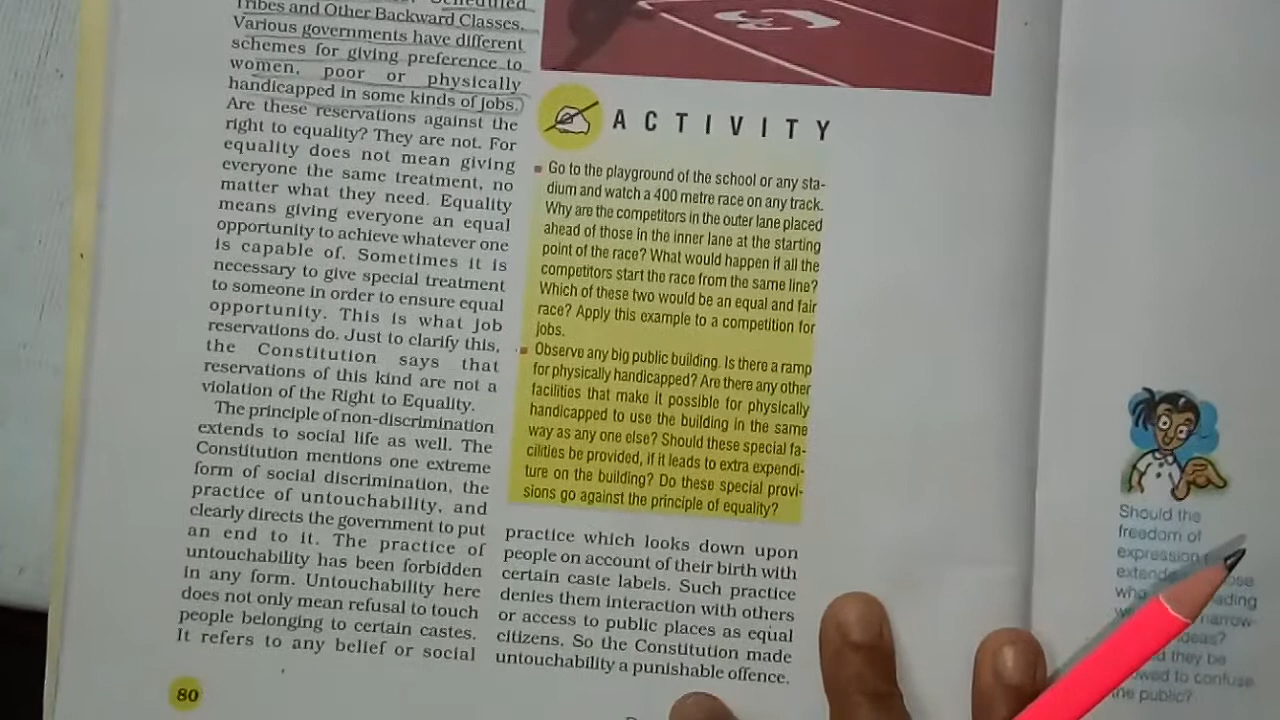 Scheduled
Tribes and Other Backward Classes.
Various governments have different
schemes for giving preference to
women, poor or physically
handicapped in some kinds of jobs.
Are these reservations against the
right to equality? They are not. For
equality does not mean giving
everyone the same treatment, no
matter what they need. Equality
means giving everyone an equal
opportunity to achieve whatever one
is capable of. Sometimes it is
necessary to give special treatment
to someone in order to ensure equal
opportunity. This is what job
reservations do. Just to clarify this,
the Constitution says that
reservations of this kind are not a
violation of the Right to Equality.
The principle of non-discrimination
extends to social life as well. The
Constitution mentions one extreme
form of social discrimination, the
practice of untouchability, and
clearly directs the government to put
an end to it. The practice of
untouchability has been forbidden
in any form. Untouchability here
does not only mean refusal to touch
people belonging to certain castes.
It refers to any belief or social
80
ACTIVITY
Go to the playground of the school or any sta-
dium and watch a 400 metre race on any track.
Why are the competitors in the outer lane placed
ahead of those in the inner lane at the starting
point of the race? What would happen if all the
competitors start the race from the same line?
Which of these two would be an equal and fair
race? Apply this example to a competition for
jobs.
Observe any big public building. Is there a ramp
for physically handicapped? Are there any other
facilities that make it possible for physically
handicapped to use the building in the same
way as any one else? Should these special fa-
cilities be provided, if it leads to extra expendi-
ture on the building? Do these special provi-
sions go against the principle of equality?
practice which looks down upon
people on account of their birth with
certain caste labels. Such practice
denies them interaction with others
or access to public places as equal
citizens. So the Constitution made
untouchability a punishable offence.
Should the
freedom of
expression
narrow-
ideas?
they be
to confuse
the public?